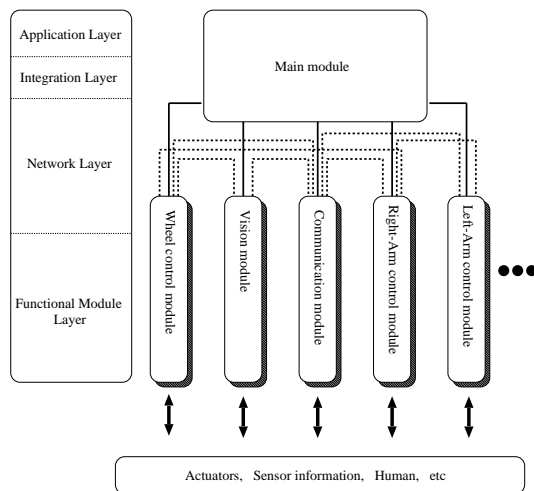 Application Layer
Integration Layer
Network Layer
Functional Module
Layer
Main module
Wheel control module
Vision module
Communication module
Right-Arm control module
Left-Arm control module
Actuators, Sensor information, Human, etc